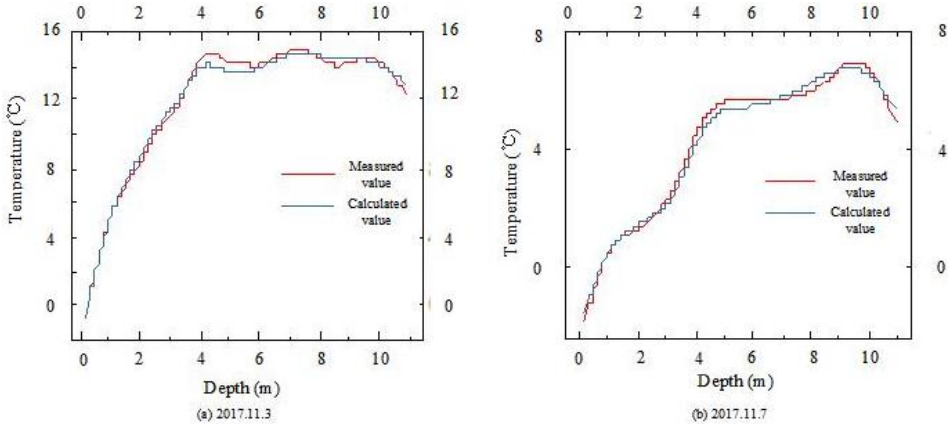 0 2 4 6 8 10
16
12
8
4
0
Temperature (℃)
16
12
8
4
0
Measured
value
Calculated
value
0 2 4 6 8 10
Depth (m)
(a) 2017.11.3
0 2 4 6 8 10
8
4
0
Temperature (℃)
8
4
0
Measured
value
Calculated
value
0 2 4 6 8 10
Depth (m)
(b) 2017.11.7